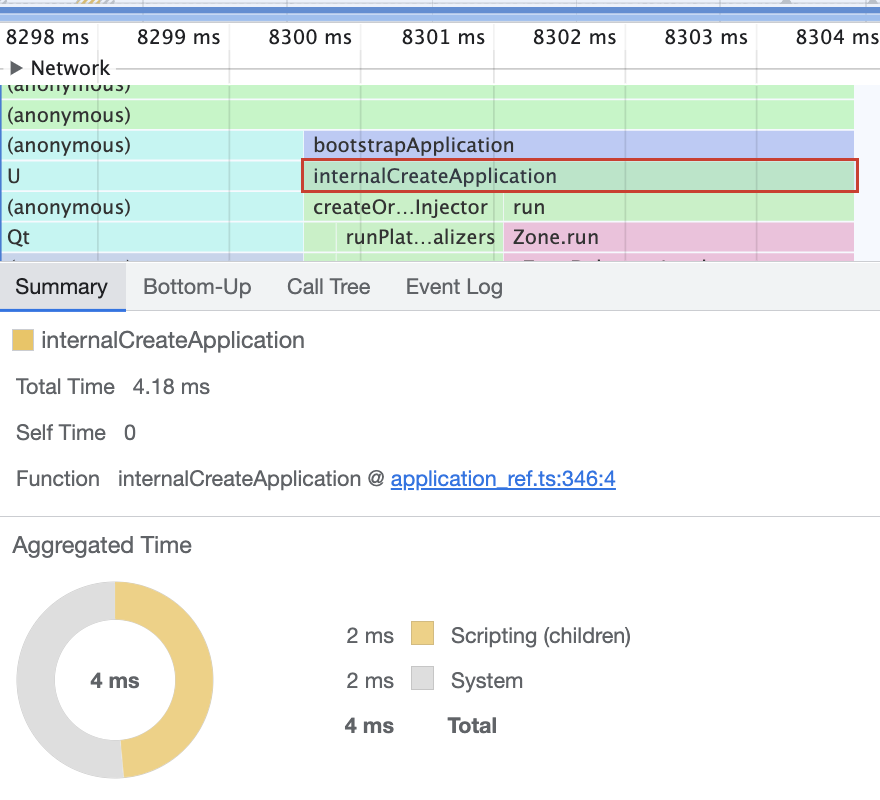 8298 ms 8299 ms 8300 ms 8301 ms 8302 ms 8303 ms 8304 ms
Network
(anonymous)
(anonymous)
(anonymous) bootstrapApplication
U internalCreateApplication
(anonymous) createOr…Injector run
Qt runPlat…alizers Zone.run
Summary Bottom-Up Call Tree Event Log
internalCreateApplication
Total Time 4.18 ms
Self Time 0
Function internalCreateApplication @ application_ref.ts:346:4
Aggregated Time
4 ms
2 ms Scripting (children)
2 ms System
4 ms Total